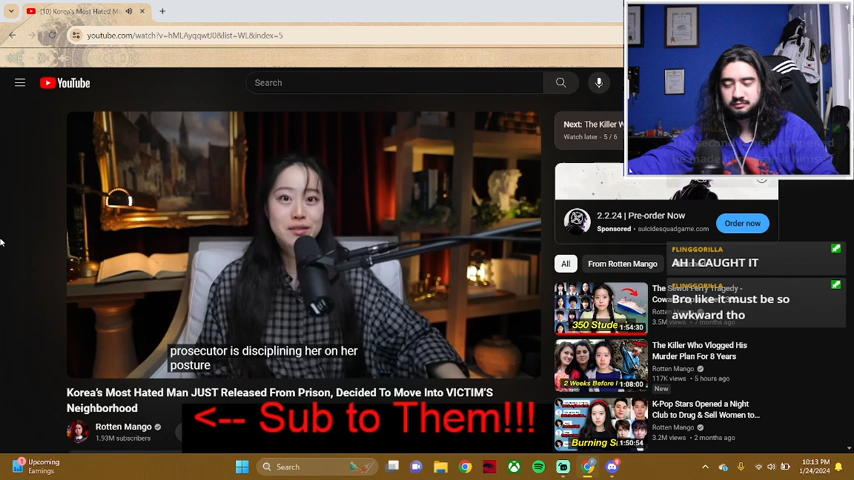 (10) Korea's Most Hated M
youtube.com/watch?v=hMLAyqqwtJ0&list=WL&index=5
YouTube
Search
Next: The Killer W
Watch later - 5 / 6
2.2.24 | Pre-order Now
Sponsored
suicidesquadgame.com
Order now
All
From Rotten Mango
FLINGGORILLA
AH I CAUGHT IT
FLINGGORILLA
Bro like it must be so
awkward tho
prosecutor is disciplining her on her
posture
The Sewol Ferry Tragedy -
350 Stude
1:54:30
The Killer Who Vlogged His
Murder Plan For 8 Years
Rotten Mango
117K views • 5 hours ago
New
2 Weeks Before
1:08:00
K-Pop Stars Opened a Night
Club to Drug & Sell Women to...
Rotten Mango
3.2M views • 2 months ago
Burning S
1:50:54
Korea's Most Hated Man JUST Released From Prison, Decided To Move Into VICTIM'S
Neighborhood
Rotten Mango
1.93M subscribers
<-- Sub to Them!!!
Upcoming
Earnings
Search
10:13 PM
1/24/2024